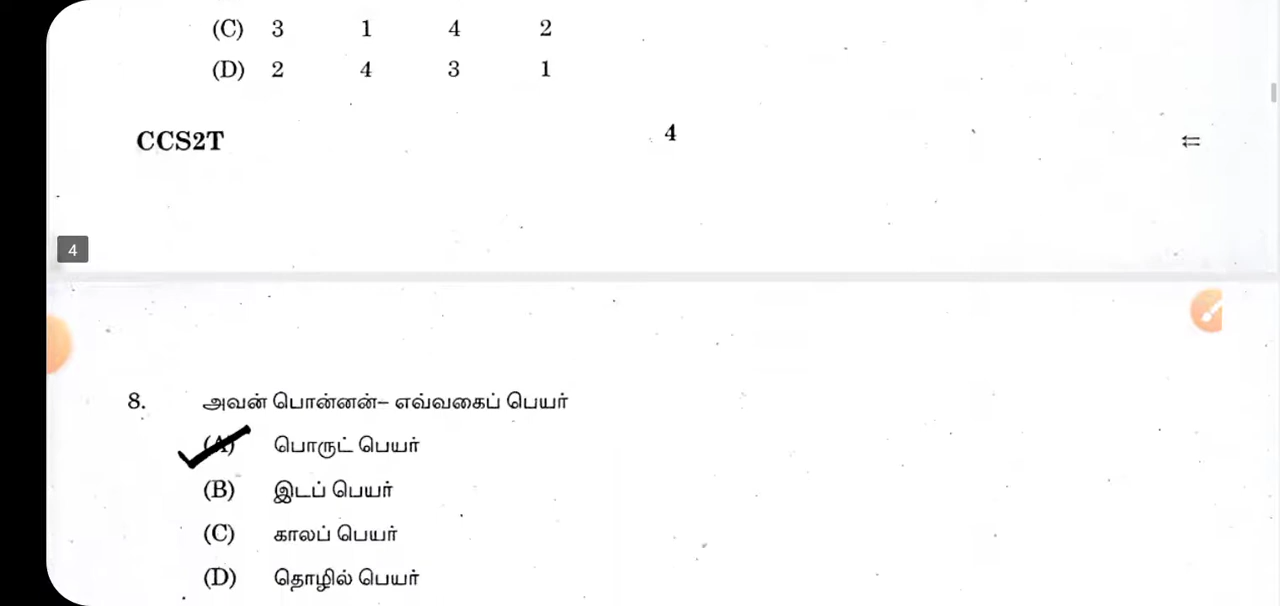 (C) 3 1 4 2
(D) 2 4 3 1
CCS2T 4 ⇐
4
8. அவன் பொன்னன்– எவ்வகைப் பெயர்
(A) பொருட் பெயர்
(B) இடப் பெயர்
(C) காலப் பெயர்
(D) தொழில் பெயர்